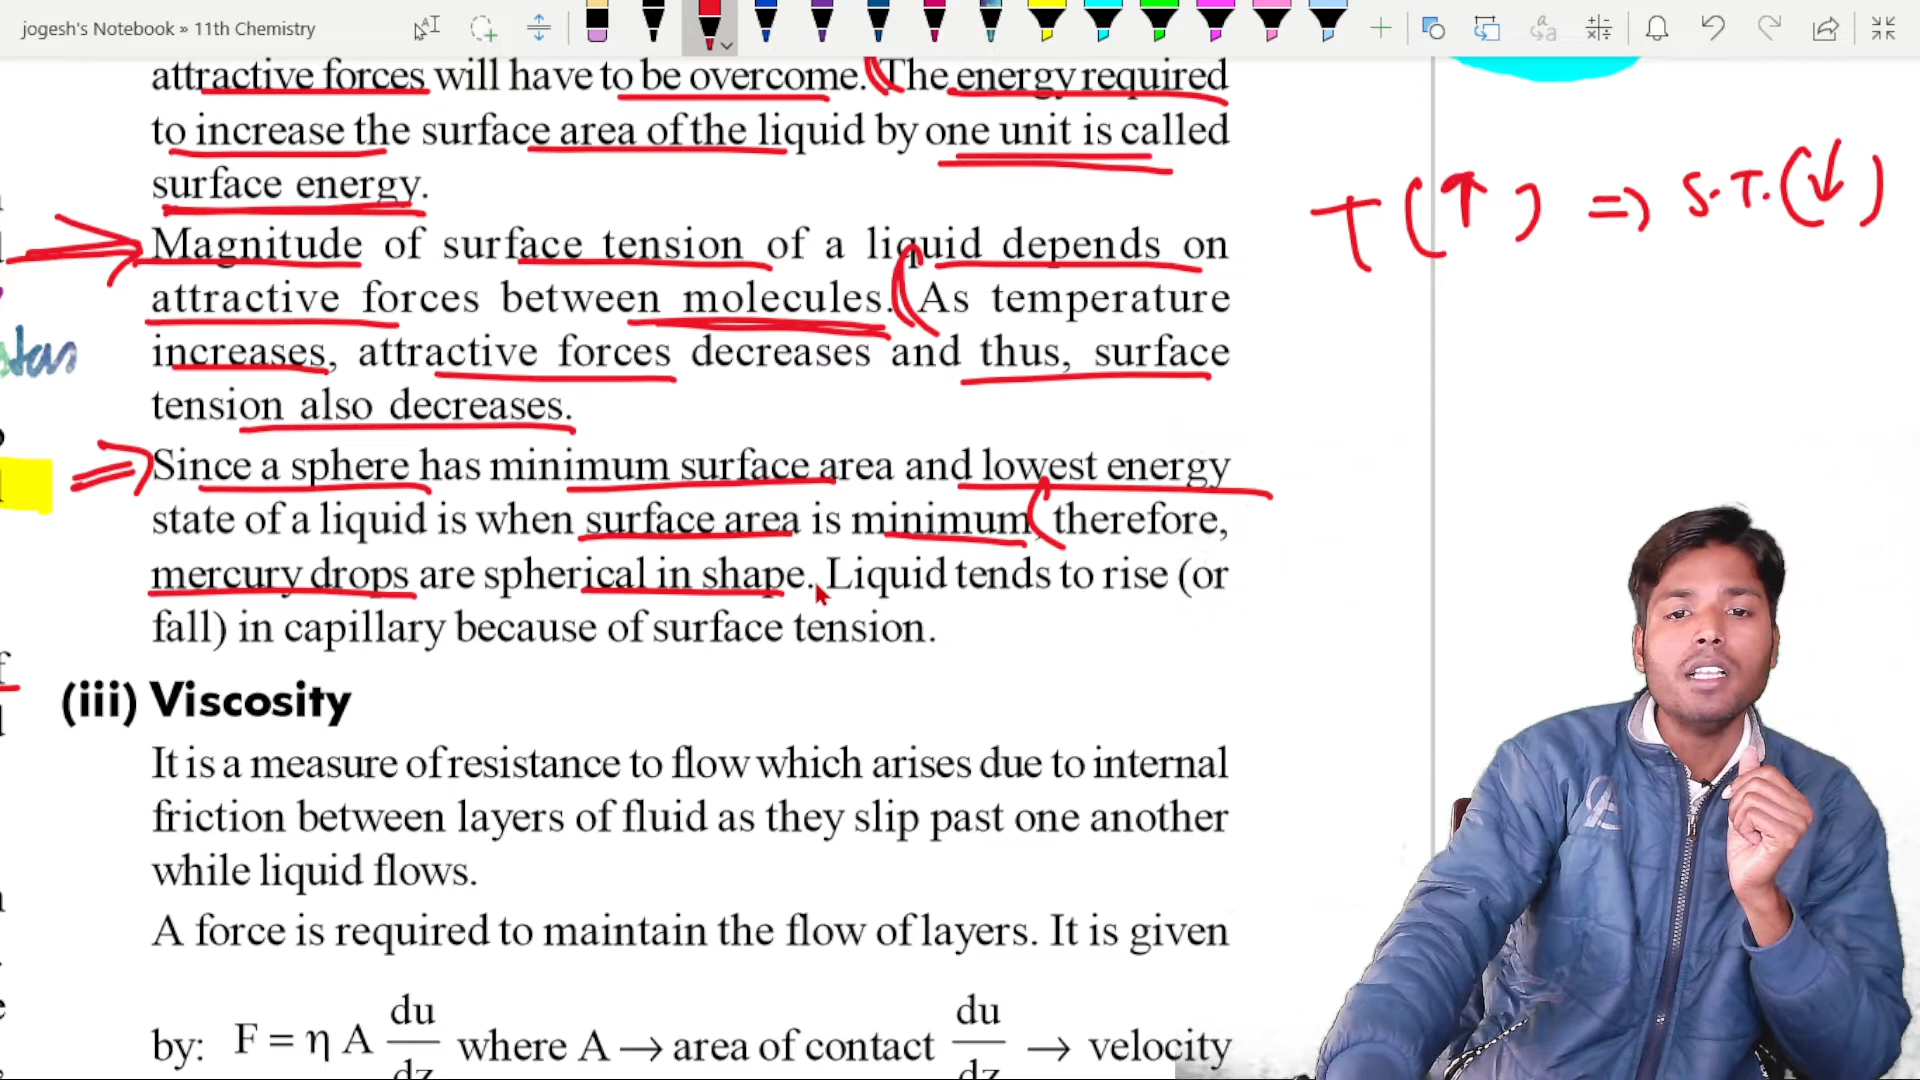 jogesh's Notebook » 11th Chemistry
attractive forces will have to be overcome. The energy required
to increase the surface area of the liquid by one unit is called
surface energy.
Magnitude of surface tension of a liquid depends on
attractive forces between molecules. As temperature
increases, attractive forces decreases and thus, surface
tension also decreases.
Since a sphere has minimum surface area and lowest energy
state of a liquid is when surface area is minimum, therefore,
mercury drops are spherical in shape. Liquid tends to rise (or
fall) in capillary because of surface tension.
(iii) Viscosity
It is a measure of resistance to flow which arises due to internal
friction between layers of fluid as they slip past one another
while liquid flows.
A force is required to maintain the flow of layers. It is given
by: F = η A du/dz where A → area of contact du/dz → velocity
T (↑) => S.T. (↓)